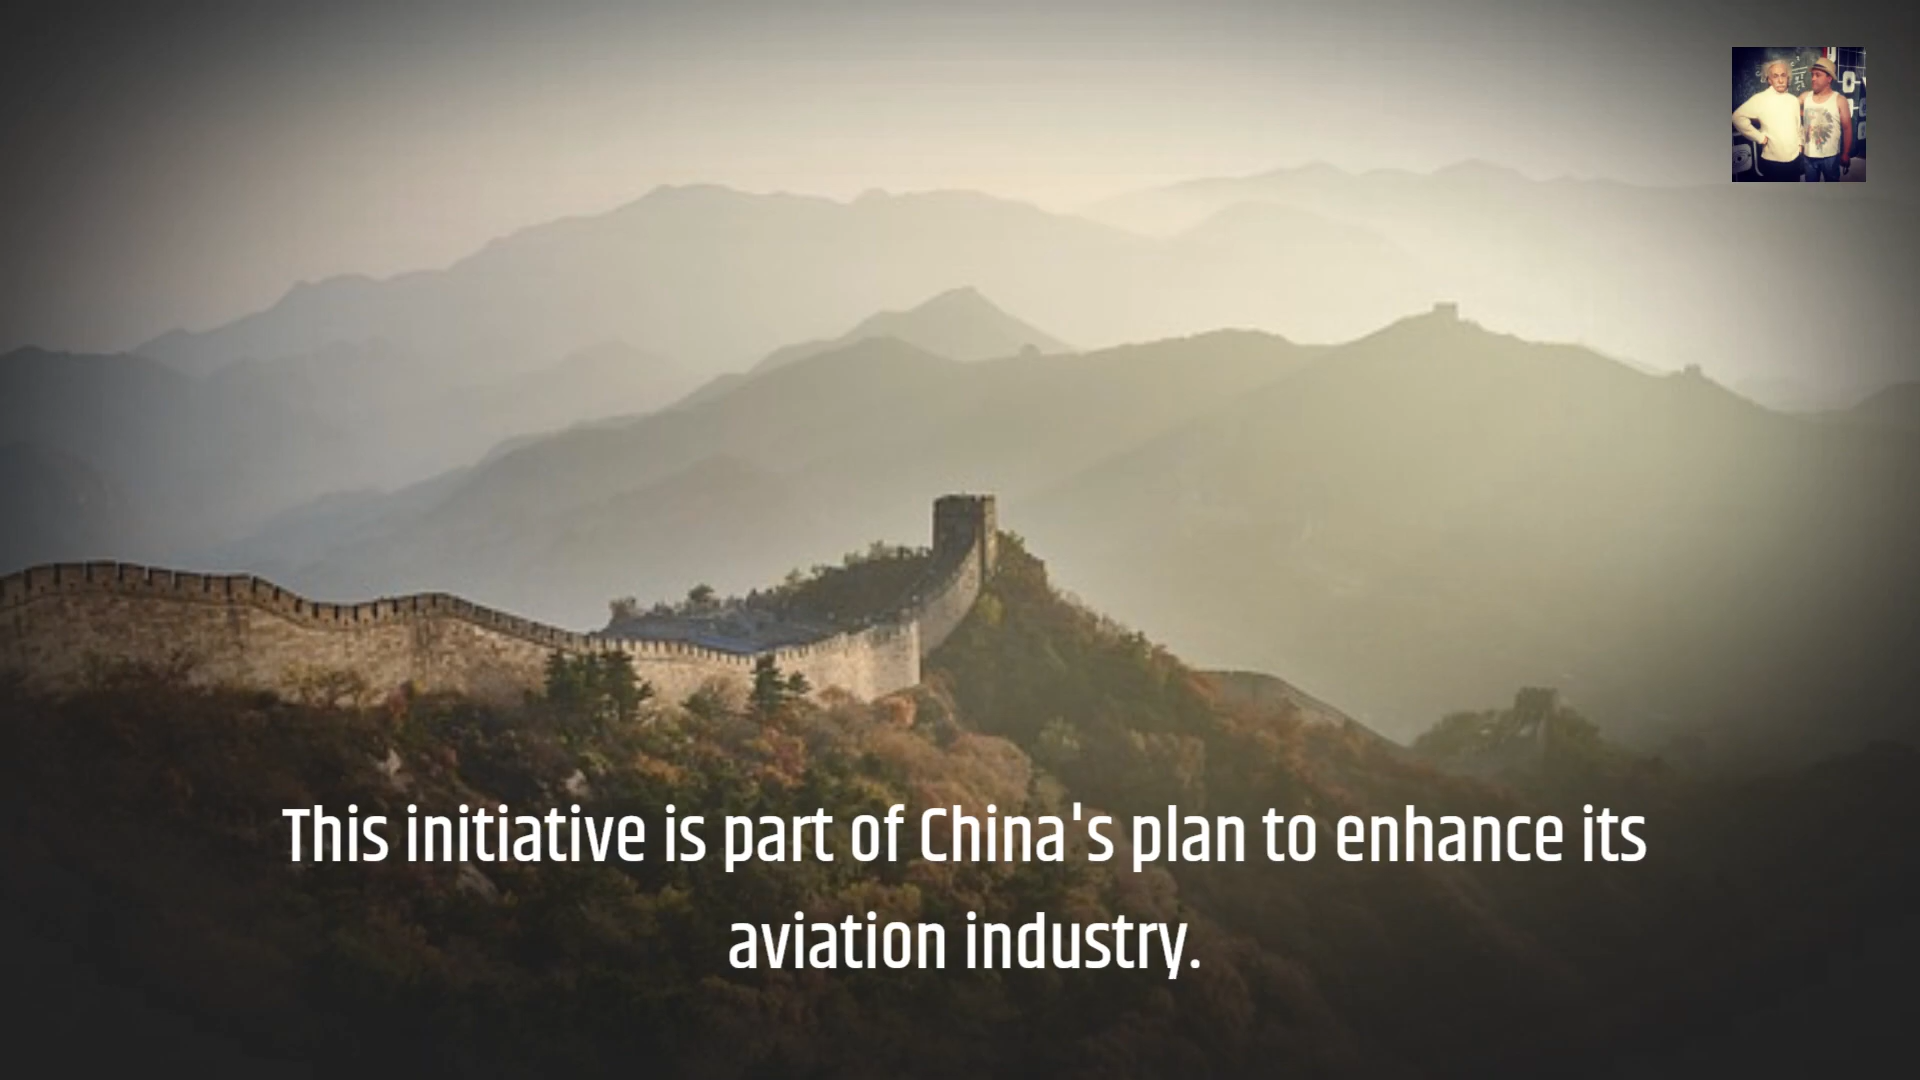 This initiative is part of China's plan to enhance its
aviation industry.